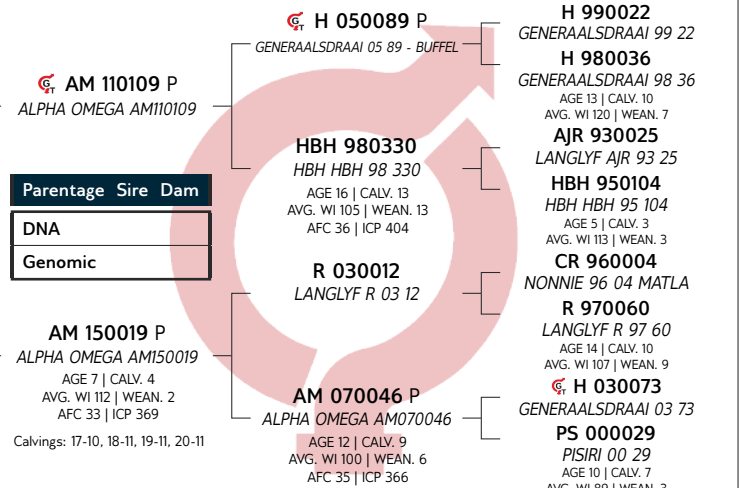 AM 110109 P
ALPHA OMEGA AM110109
Parentage Sire Dam
DNA
Genomic
AM 150019 P
ALPHA OMEGA AM150019
AGE 7 | CALV. 4
AVG. WI 112 | WEAN. 2
AFC 33 | ICP 369
Calvings: 17-10, 18-11, 19-11, 20-11
H 050089 P
GENERAALSDRAAI 05 89 - BUFFEL
HBH 980330
HBH HBH 98 330
AGE 16 | CALV. 13
AVG. WI 105 | WEAN. 13
AFC 36 | ICP 404
R 030012
LANGLYF R 03 12
AM 070046 P
ALPHA OMEGA AM070046
AGE 12 | CALV. 9
AVG. WI 100 | WEAN. 6
AFC 35 | ICP 366
H 990022
GENERAALSDRAAI 99 22
H 980036
GENERAALSDRAAI 98 36
AGE 13 | CALV. 10
AVG. WI 120 | WEAN. 7
AJR 930025
LANGLYF AJR 93 25
HBH 950104
HBH HBH 95 104
AGE 5 | CALV. 3
AVG. WI 113 | WEAN. 3
CR 960004
NONNIE 96 04 MATLA
R 970060
LANGLYF R 97 60
AGE 14 | CALV. 10
AVG. WI 107 | WEAN. 9
H 030073
GENERAALSDRAAI 03 73
PS 000029
PISIRI 00 29
AGE 10 | CALV. 7
AVG. WI 89 | WEAN. 3